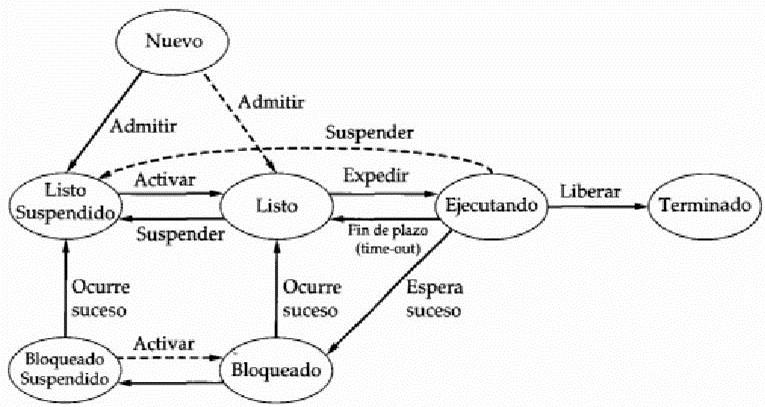 Nuevo
Admitir
Admitir
Suspender
Listo
Suspendido
Activar
Suspender
Listo
Expedir
Fin de plazo
(time-out)
Ejecutando
Liberar
Terminado
Ocurre
suceso
Ocurre
suceso
Espera
suceso
Bloqueado
Suspendido
Activar
Bloqueado